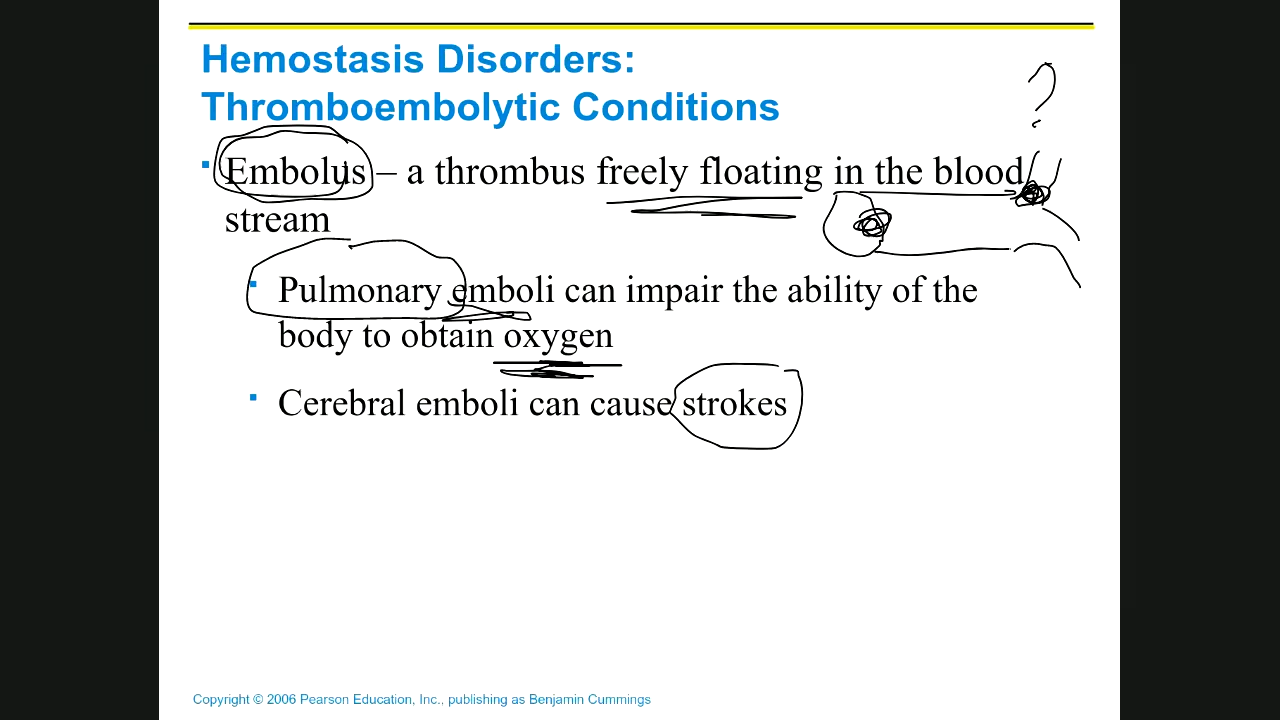 Hemostasis Disorders:
Thromboembolytic Conditions
?
▪ Embolus – a thrombus freely floating in the blood
stream
▪ Pulmonary emboli can impair the ability of the
body to obtain oxygen
▪ Cerebral emboli can cause strokes
Copyright © 2006 Pearson Education, Inc., publishing as Benjamin Cummings